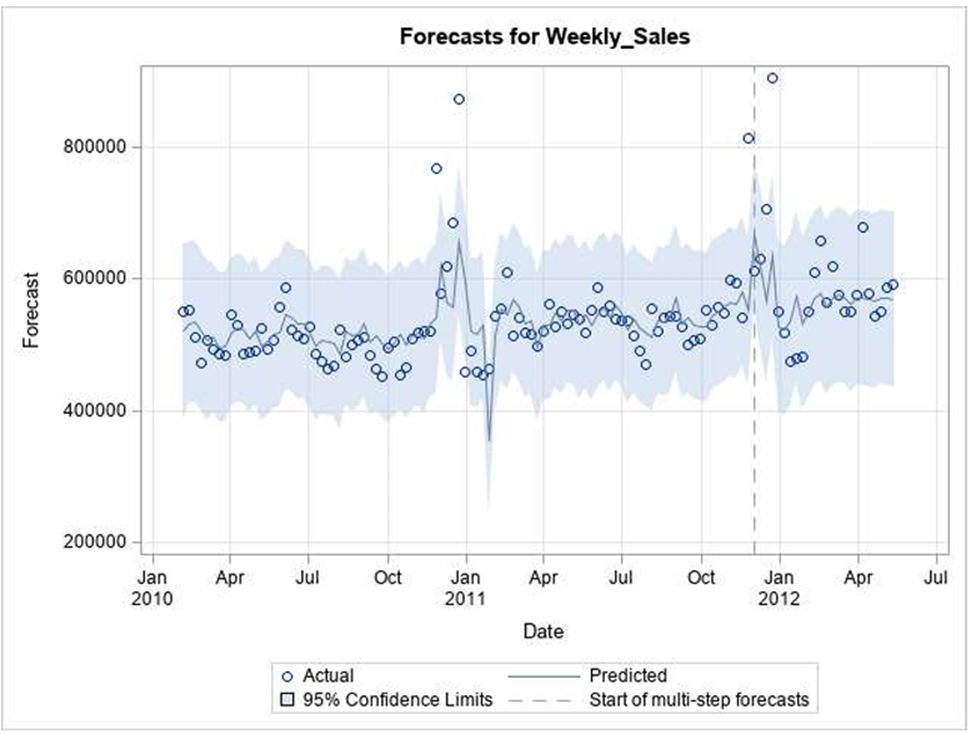 Forecasts for Weekly_Sales
800000
600000
400000
200000
Forecast
Jan Apr Jul Oct Jan Apr Jul Oct Jan Apr Jul
2010 2011 2012
Date
Actual Predicted
95% Confidence Limits Start of multi-step forecasts